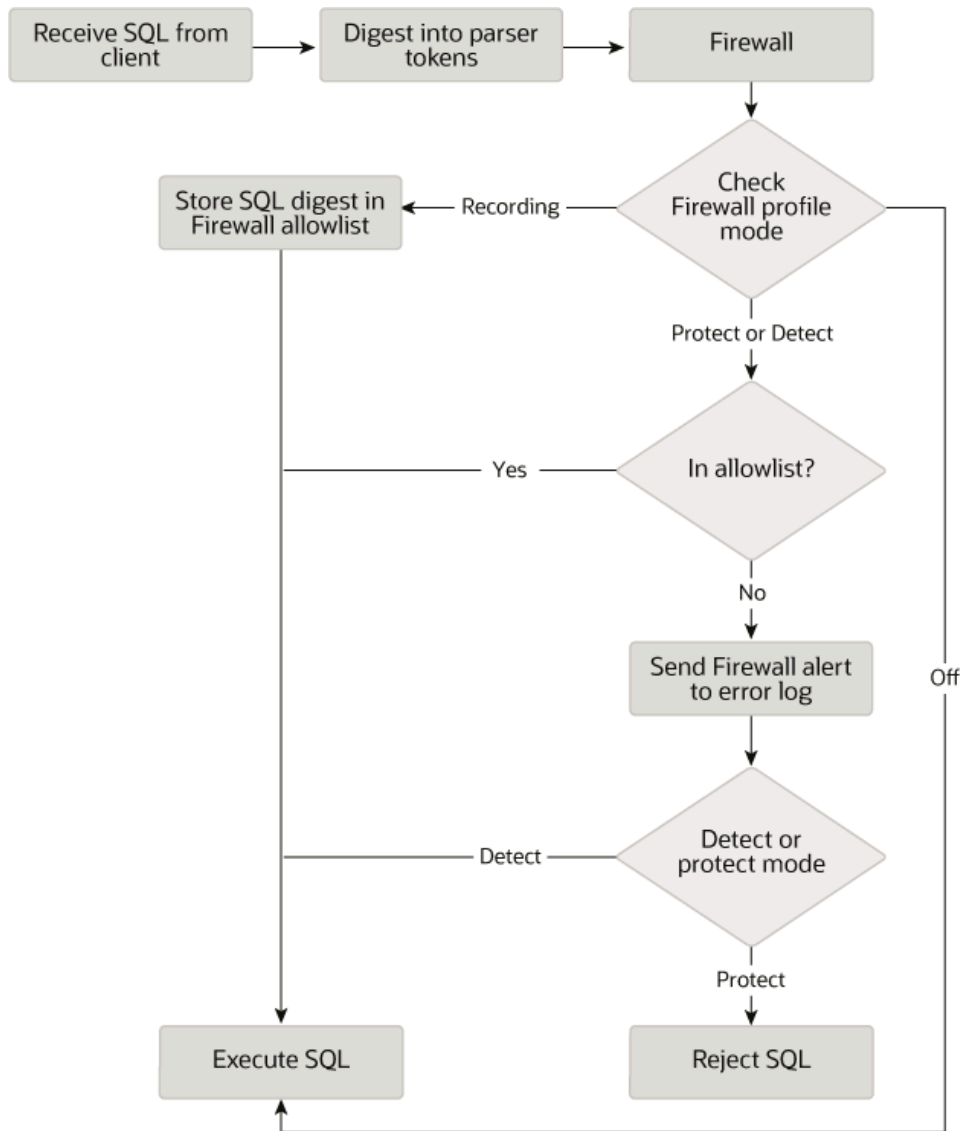 Receive SQL from
client
Digest into parser
tokens
Firewall
Check
Firewall profile
mode
Recording
Store SQL digest in
Firewall allowlist
Protect or Detect
In allowlist?
Yes
No
Send Firewall alert
to error log
Off
Detect or
protect mode
Detect
Protect
Execute SQL
Reject SQL